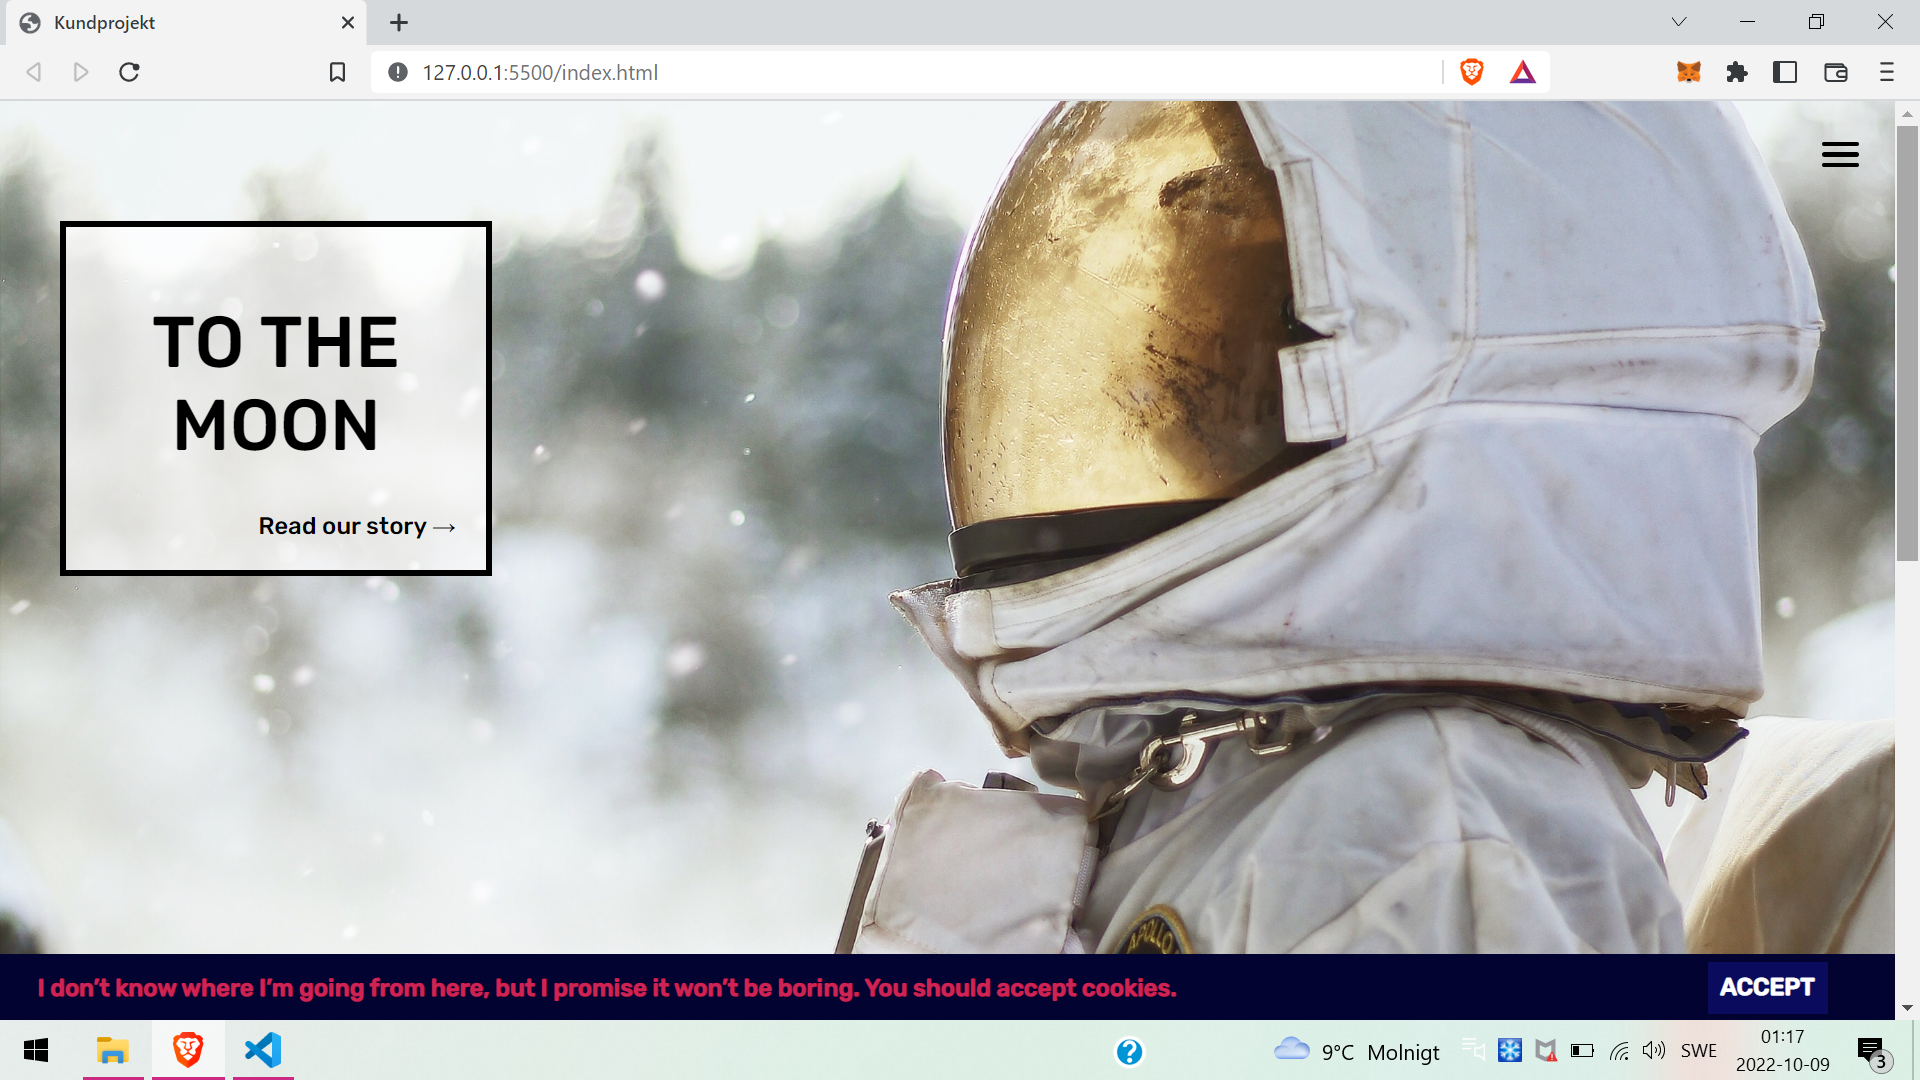 Kundprojekt
127.0.0.1:5500/index.html
TO THE
MOON
Read our story →
APOLLO
I don’t know where I’m going from here, but I promise it won’t be boring. You should accept cookies.
ACCEPT
9°C Molnigt
SWE
01:17
2022-10-09
3